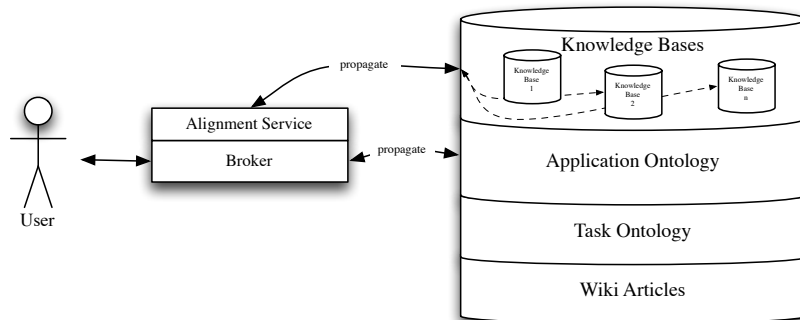 Knowledge Bases
propagate
Knowledge
Base
1
Knowledge
Base
2
Knowledge
Base
n
Alignment Service
Broker
propagate
Application Ontology
User
Task Ontology
Wiki Articles